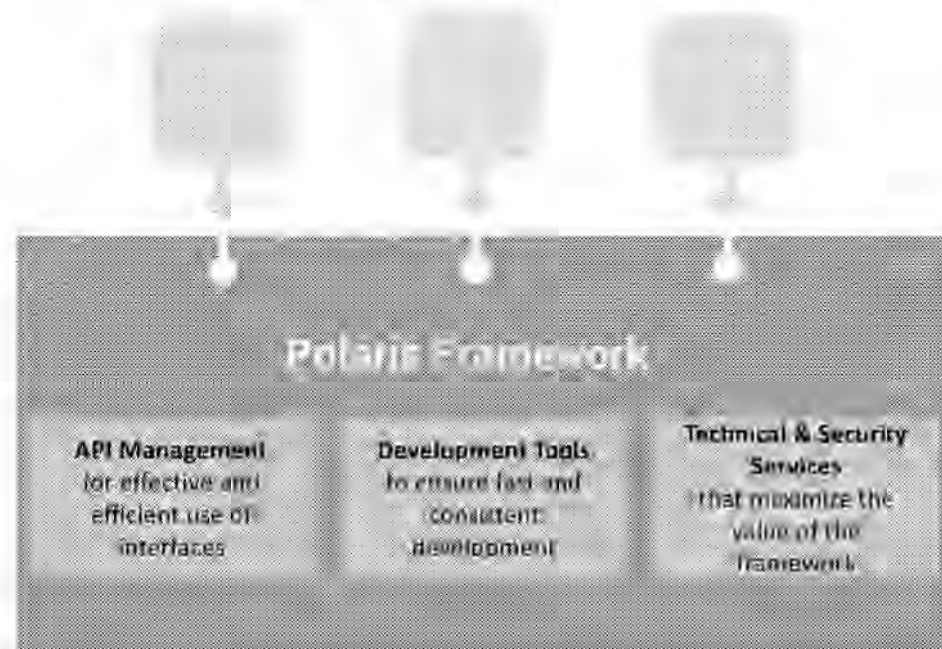 Polaris Framework
API Management
for effective and
efficient use of
interfaces
Development Tools
to ensure fast and
consistent
development
Technical & Security
Services
that maximize the
value of the
framework